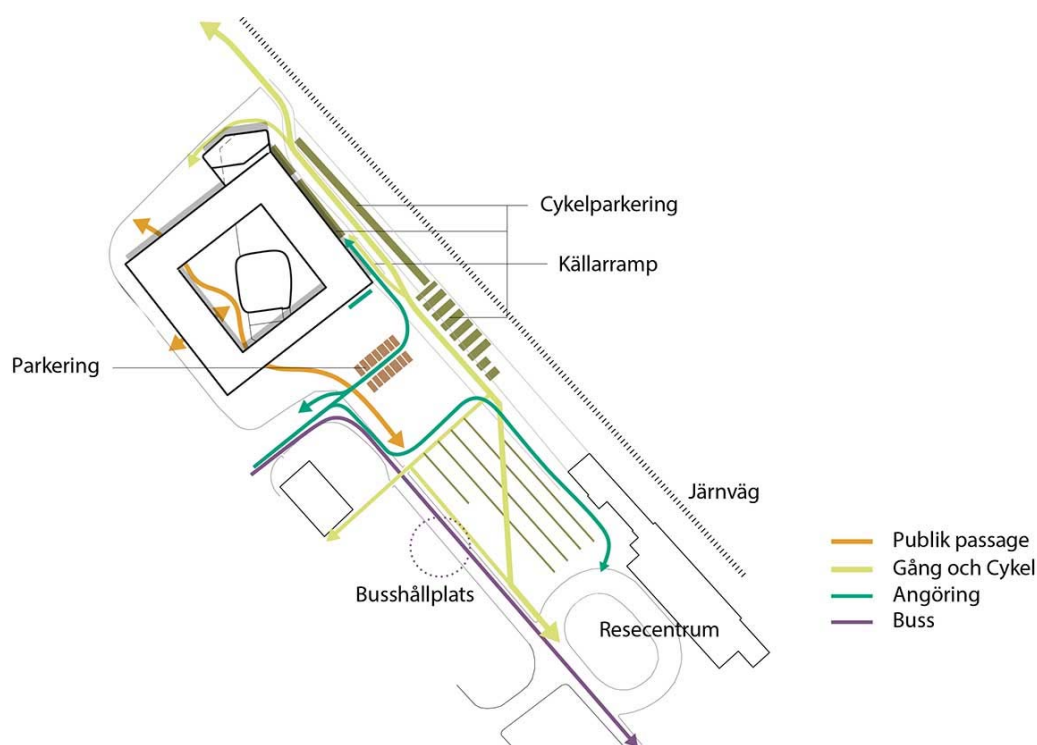 Cykelparkering
Källarramp
Parkering
Järnväg
Busshållplats
Resecentrum
Publik passage
Gång och Cykel
Angöring
Buss